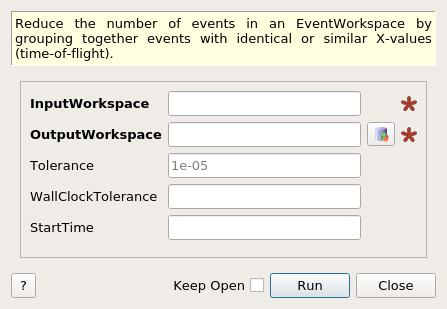 Reduce the number of events in an EventWorkspace by
grouping together events with identical or similar X-values
(time-of-flight).
InputWorkspace
OutputWorkspace
Tolerance 1e-05
WallClockTolerance
StartTime
? Keep Open Run Close